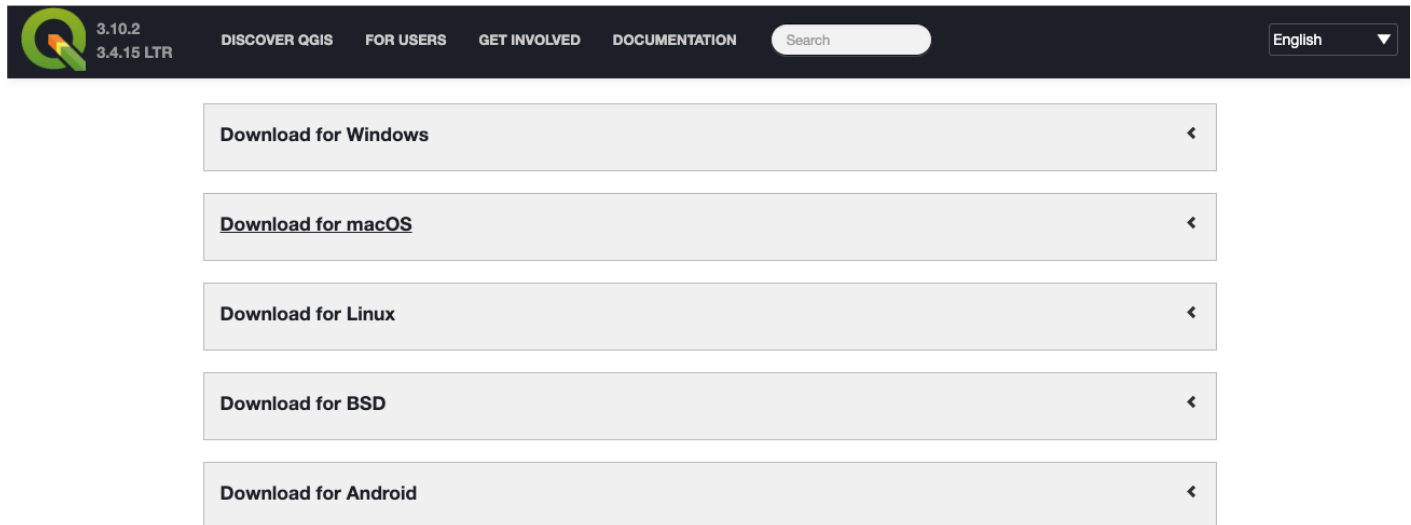 3.10.2
3.4.15 LTR
DISCOVER QGIS FOR USERS GET INVOLVED DOCUMENTATION Search English
Download for Windows
Download for macOS
Download for Linux
Download for BSD
Download for Android